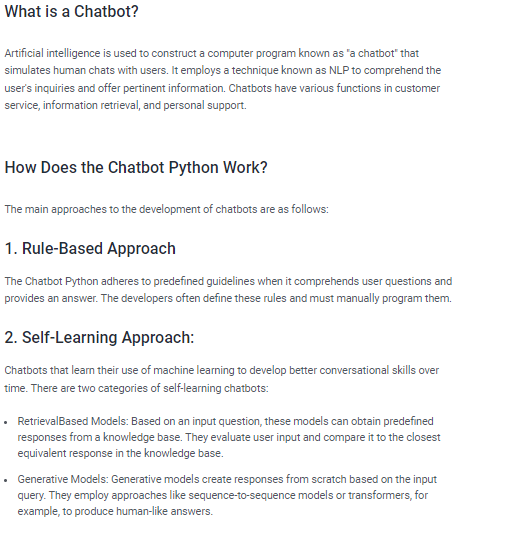 What is a Chatbot?
Artificial intelligence is used to construct a computer program known as "a chatbot" that
simulates human chats with users. It employs a technique known as NLP to comprehend the
user's inquiries and offer pertinent information. Chatbots have various functions in customer
service, information retrieval, and personal support.
How Does the Chatbot Python Work?
The main approaches to the development of chatbots are as follows:
1. Rule-Based Approach
The Chatbot Python adheres to predefined guidelines when it comprehends user questions and
provides an answer. The developers often define these rules and must manually program them.
2. Self-Learning Approach:
Chatbots that learn their use of machine learning to develop better conversational skills over
time. There are two categories of self-learning chatbots:
• RetrievalBased Models: Based on an input question, these models can obtain predefined
responses from a knowledge base. They evaluate user input and compare it to the closest
equivalent response in the knowledge base.
• Generative Models: Generative models create responses from scratch based on the input
query. They employ approaches like sequence-to-sequence models or transformers, for
example, to produce human-like answers.